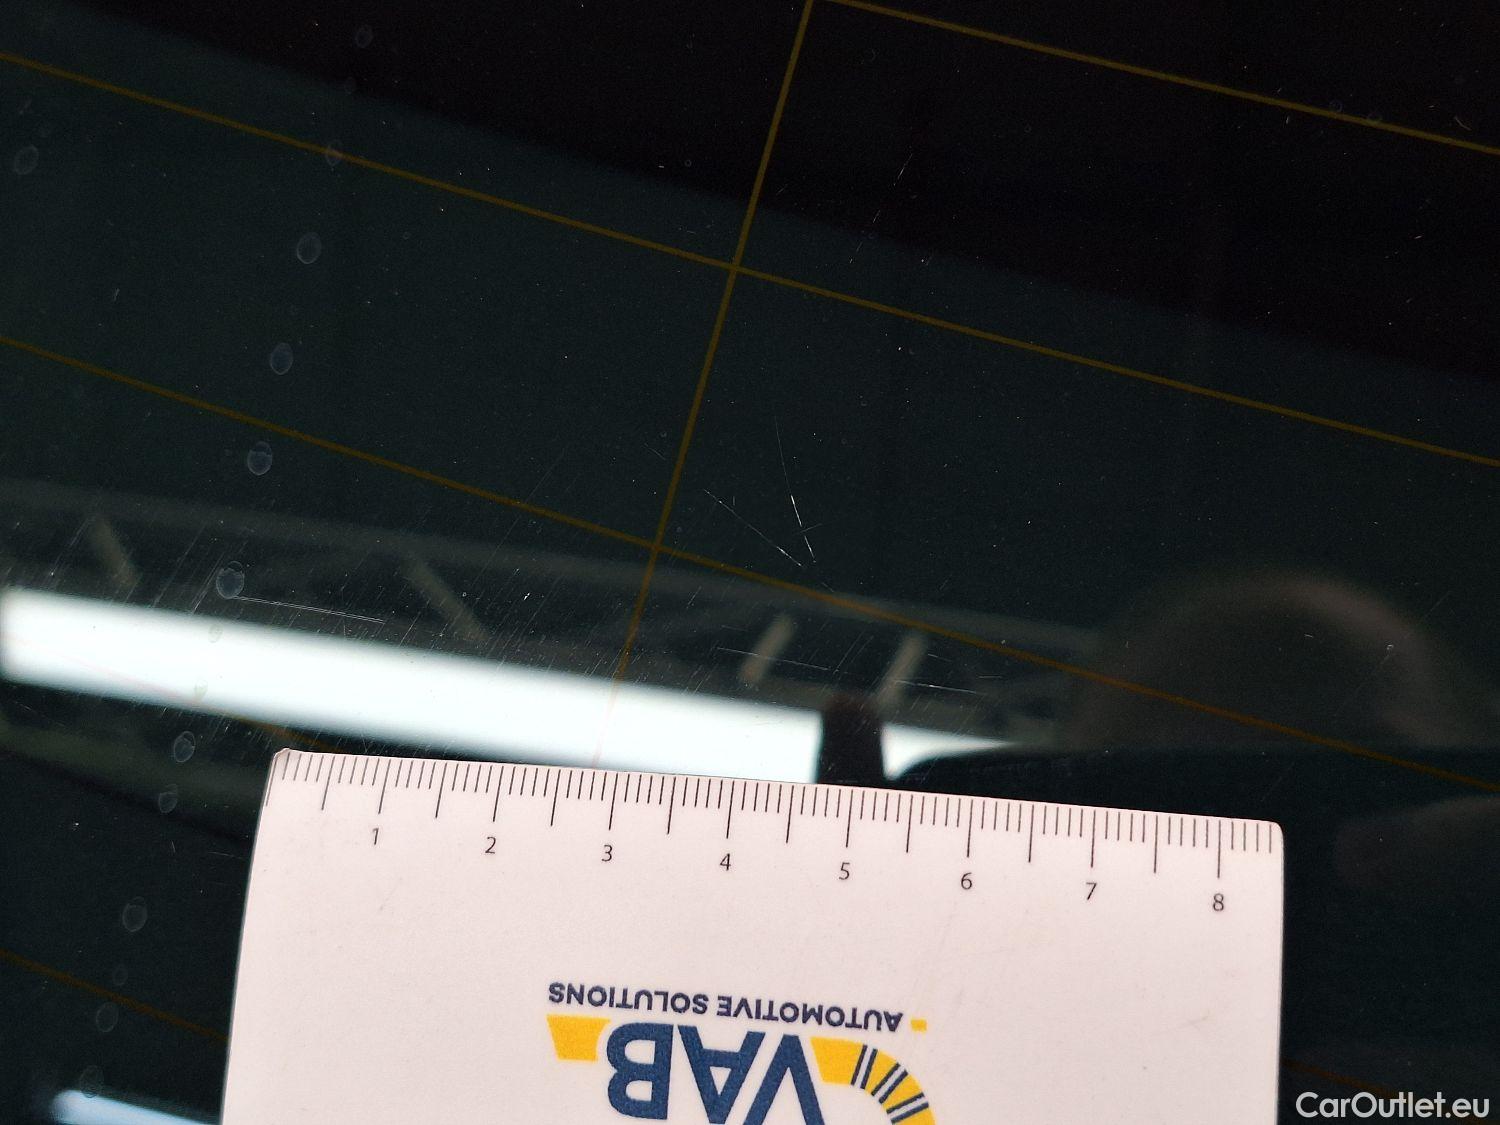 1 2 3 4 5 6 7 8
AUTOMOTIVE SOLUTIONS
VAB
CarOutlet.eu